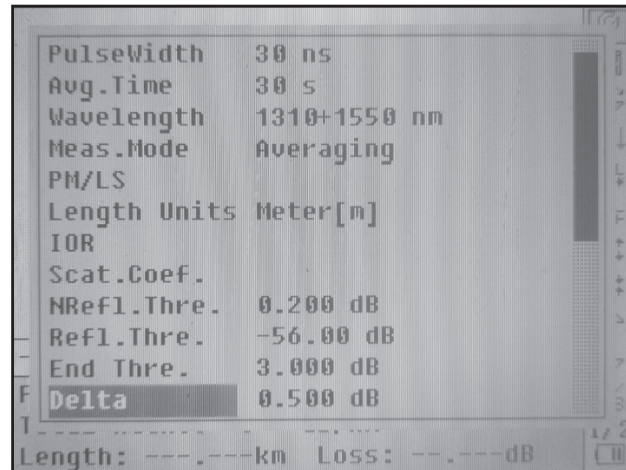 PulseWidth 30 ns
Avg.Time 30 s
Wavelength 1310+1550 nm
Meas.Mode Averaging
PM/LS
Length Units Meter[m]
IOR
Scat.Coef.
NRefl.Thre. 0.200 dB
Refl.Thre. -56.00 dB
End Thre. 3.000 dB
Delta 0.500 dB
Length: ---.---km Loss: --.---dB